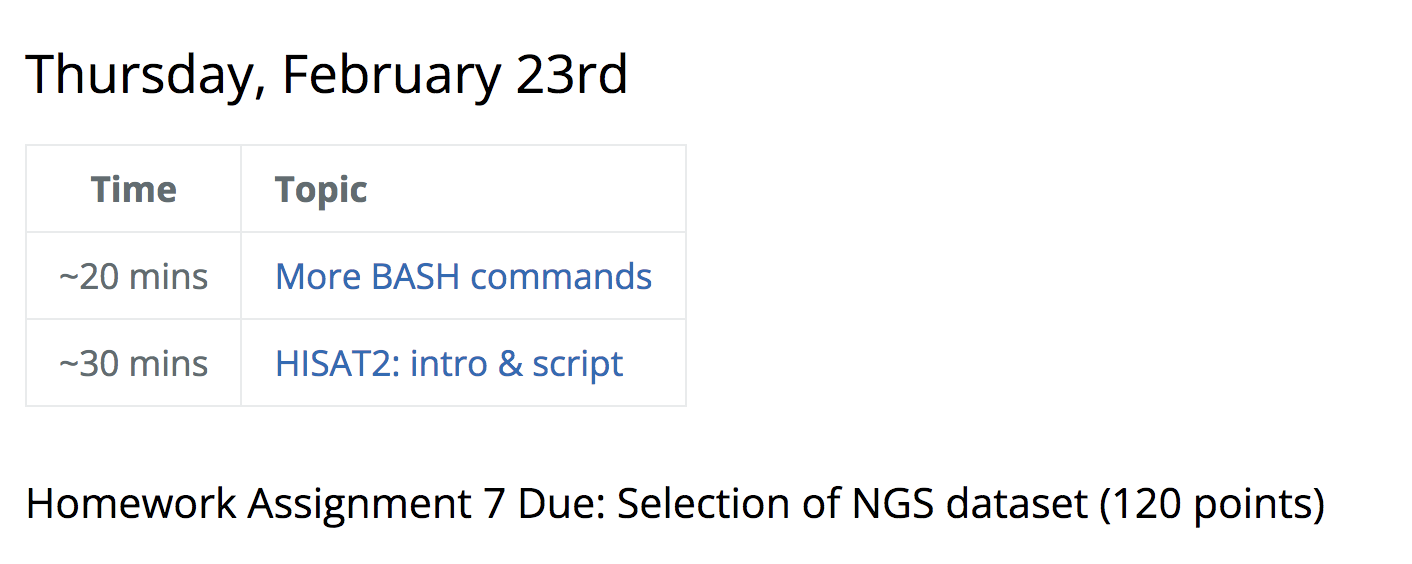 Thursday, February 23rd
Time Topic
~20 mins More BASH commands
~30 mins HISAT2: intro & script
Homework Assignment 7 Due: Selection of NGS dataset (120 points)